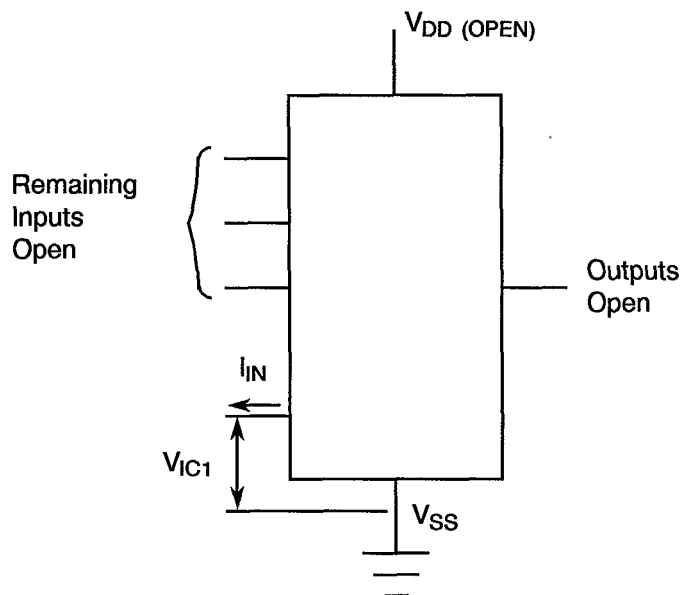 VDD (OPEN)
Remaining
Inputs
Open
Outputs
Open
IIN
VIC1
VSS